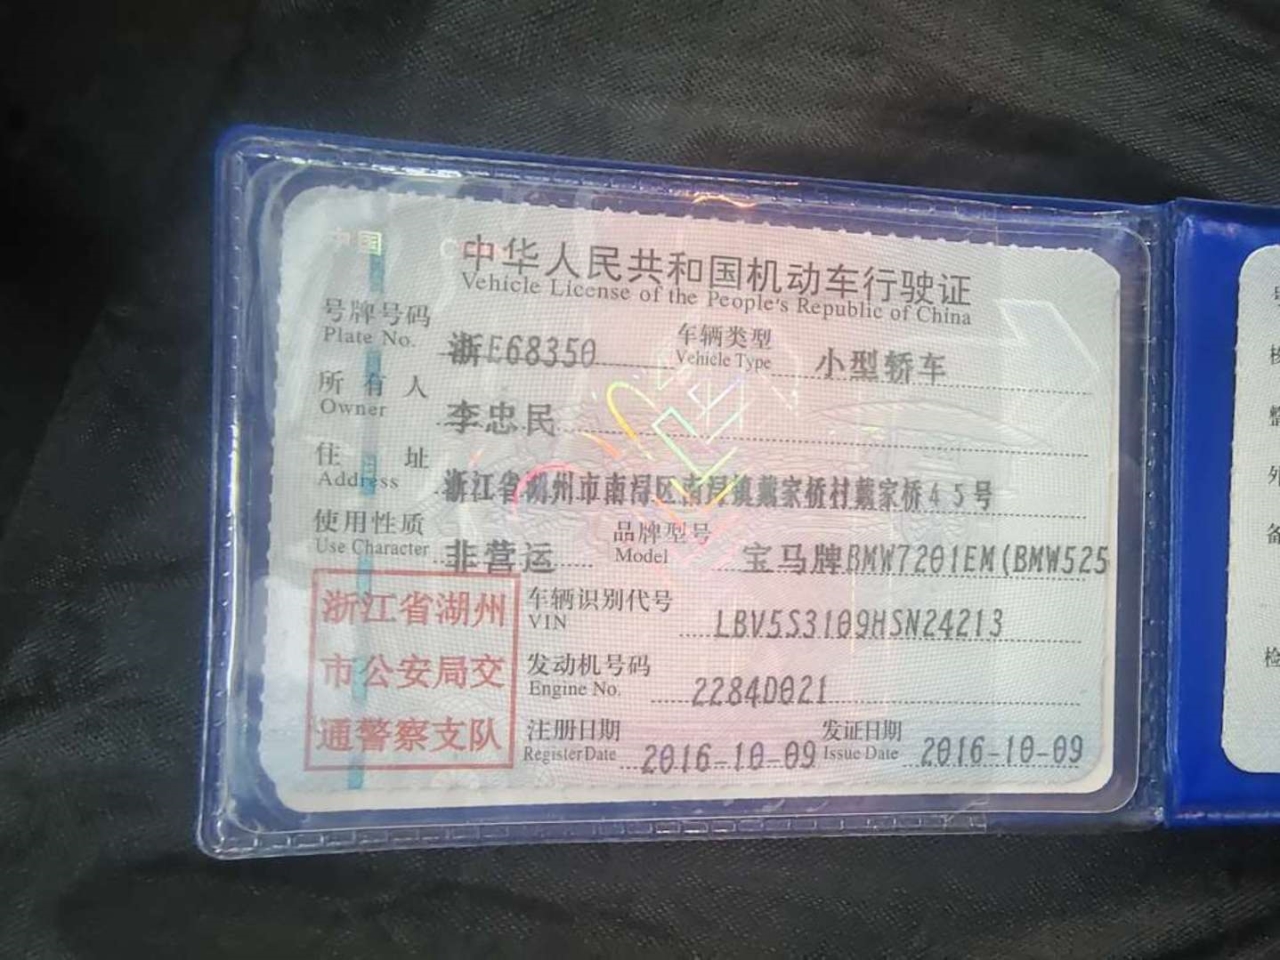 中国
中华人民共和国机动车行驶证
Vehicle License of the People's Republic of China
号牌号码 浙E68350 车辆类型 小型轿车
Plate No. Vehicle Type
所有人 李忠民
Owner
住址 浙江省湖州市南浔区南浔镇戴家桥村戴家桥45号
Address
使用性质 非营运 品牌型号 宝马牌BMW7201EM(BMW525
Use Character Model
浙江省湖州
市公安局交
通警察支队
车辆识别代号 LBV5S3109HSN24213
VIN
发动机号码 2284D021
Engine No.
注册日期 2016-10-09 发证日期 2016-10-09
Register Date Issue Date